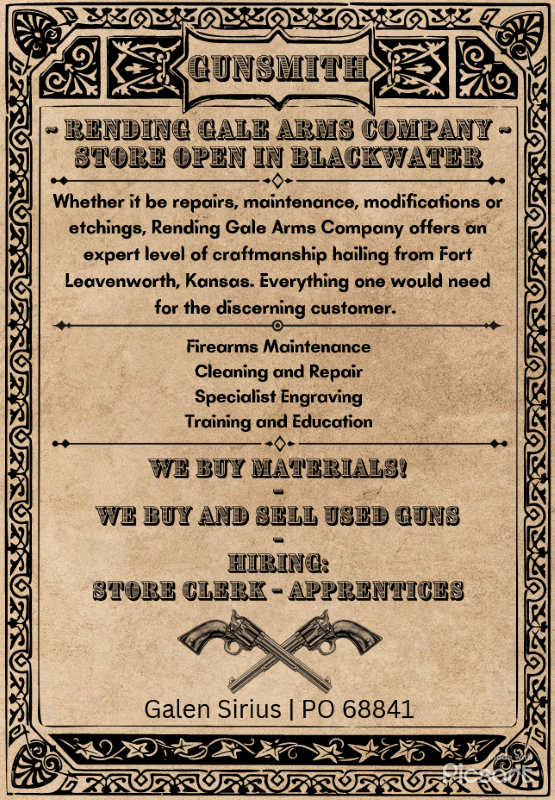 GUNSMITH
~ RENDING GALE ARMS COMPANY ~
STORE OPEN IN BLACKWATER
Whether it be repairs, maintenance, modifications or
etchings, Rending Gale Arms Company offers an
expert level of craftmanship hailing from Fort
Leavenworth, Kansas. Everything one would need
for the discerning customer.
Firearms Maintenance
Cleaning and Repair
Specialist Engraving
Training and Education
WE BUY MATERIALS!
-
WE BUY AND SELL USED GUNS
-
HIRING:
STORE CLERK - APPRENTICES
Galen Sirius | PO 68841
Picsart